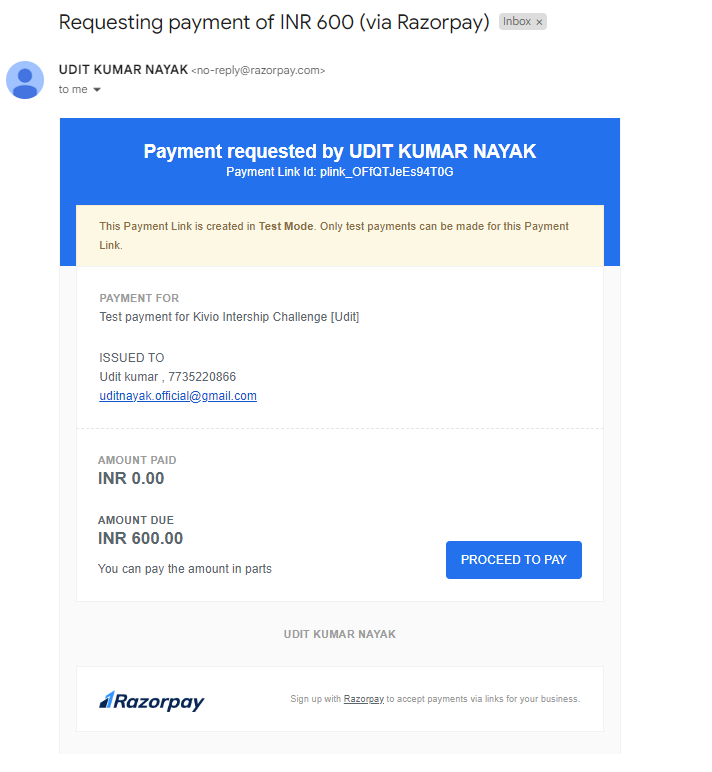 Requesting payment of INR 600 (via Razorpay) Inbox ×
UDIT KUMAR NAYAK <no-reply@razorpay.com>
to me
Payment requested by UDIT KUMAR NAYAK
Payment Link Id: plink_OFfQTJeEs94T0G
This Payment Link is created in Test Mode. Only test payments can be made for this Payment
Link.
PAYMENT FOR
Test payment for Kivio Intership Challenge [Udit]
ISSUED TO
Udit kumar , 7735220866
uditnayak.official@gmail.com
AMOUNT PAID
INR 0.00
AMOUNT DUE
INR 600.00
You can pay the amount in parts
PROCEED TO PAY
UDIT KUMAR NAYAK
Razorpay
Sign up with Razorpay to accept payments via links for your business.